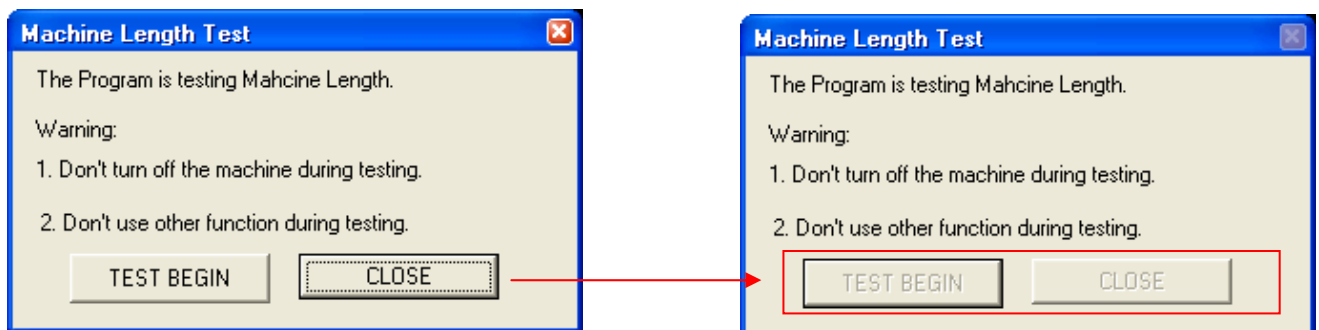 Machine Length Test
The Program is testing Mahcine Length.
Warning:
1. Don't turn off the machine during testing.
2. Don't use other function during testing.
TEST BEGIN
CLOSE
Machine Length Test
The Program is testing Mahcine Length.
Warning:
1. Don't turn off the machine during testing.
2. Don't use other function during testing.
TEST BEGIN
CLOSE